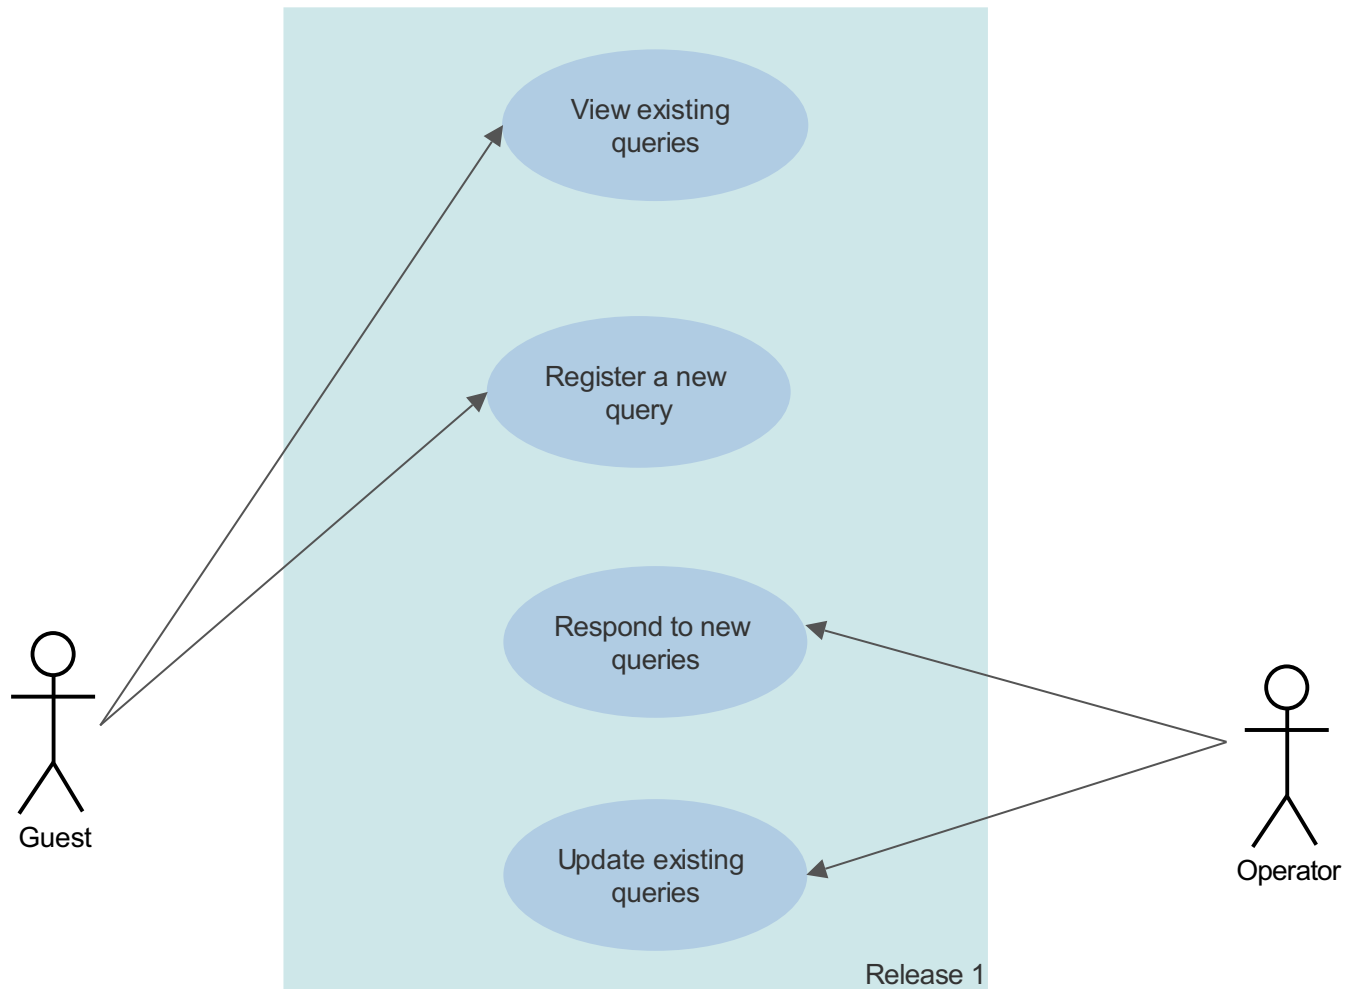 View existing
queries
Register a new
query
Respond to new
queries
Guest
Update existing
queries
Operator
Release 1